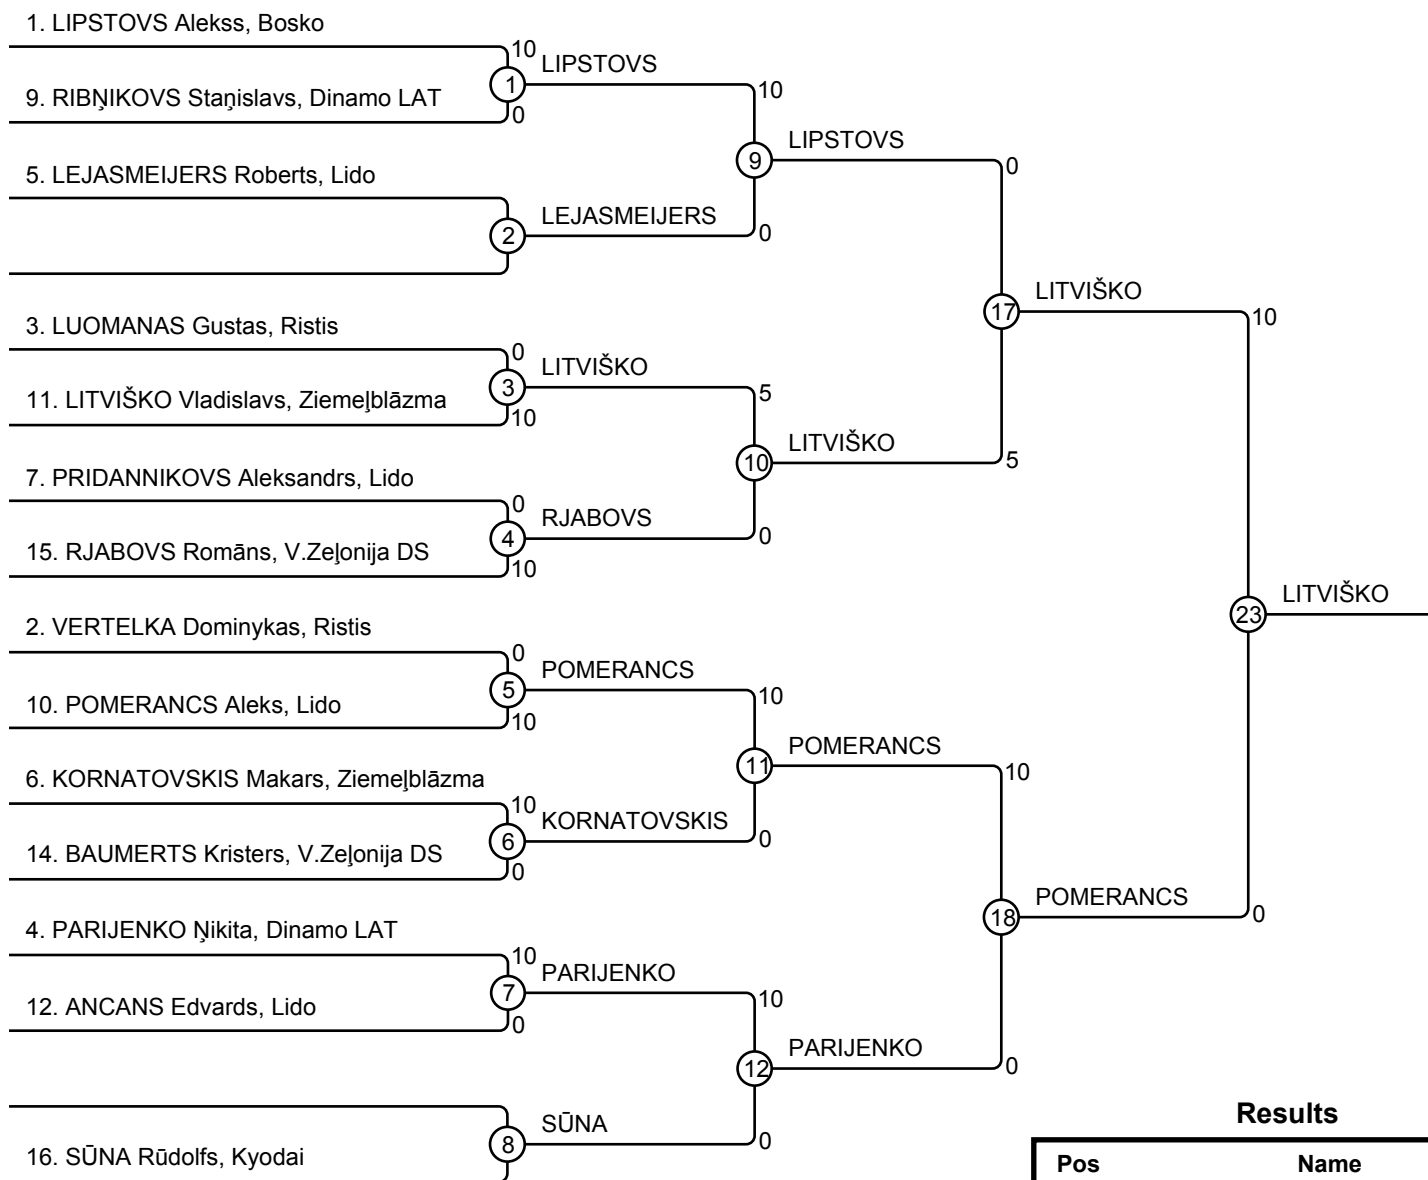 1. LIPSTOVS Alekss, Bosko
10
LIPSTOVS
1
10
9. RIBŅIKOVS Staņislavs, Dinamo LAT
0
LIPSTOVS
9
0
5. LEJASMEIJERS Roberts, Lido
LEJASMEIJERS
2
0
LITVIŠKO
17
10
3. LUOMANAS Gustas, Ristis
0
LITVIŠKO
3
5
11. LITVIŠKO Vladislavs, Ziemeļblāzma
10
LITVIŠKO
10
5
7. PRIDANNIKOVS Aleksandrs, Lido
0
RJABOVS
4
0
15. RJABOVS Romāns, V.Zeļonija DS
10
LITVIŠKO
23
2. VERTELKA Dominykas, Ristis
0
POMERANCS
5
10
10. POMERANCS Aleks, Lido
10
POMERANCS
11
10
6. KORNATOVSKIS Makars, Ziemeļblāzma
10
KORNATOVSKIS
6
0
14. BAUMERTS Kristers, V.Zeļonija DS
0
POMERANCS
18
0
4. PARIJENKO Ņikita, Dinamo LAT
10
PARIJENKO
7
10
12. ANCANS Edvards, Lido
0
PARIJENKO
12
0
SŪNA
8
0
16. SŪNA Rūdolfs, Kyodai
Results
Pos Name